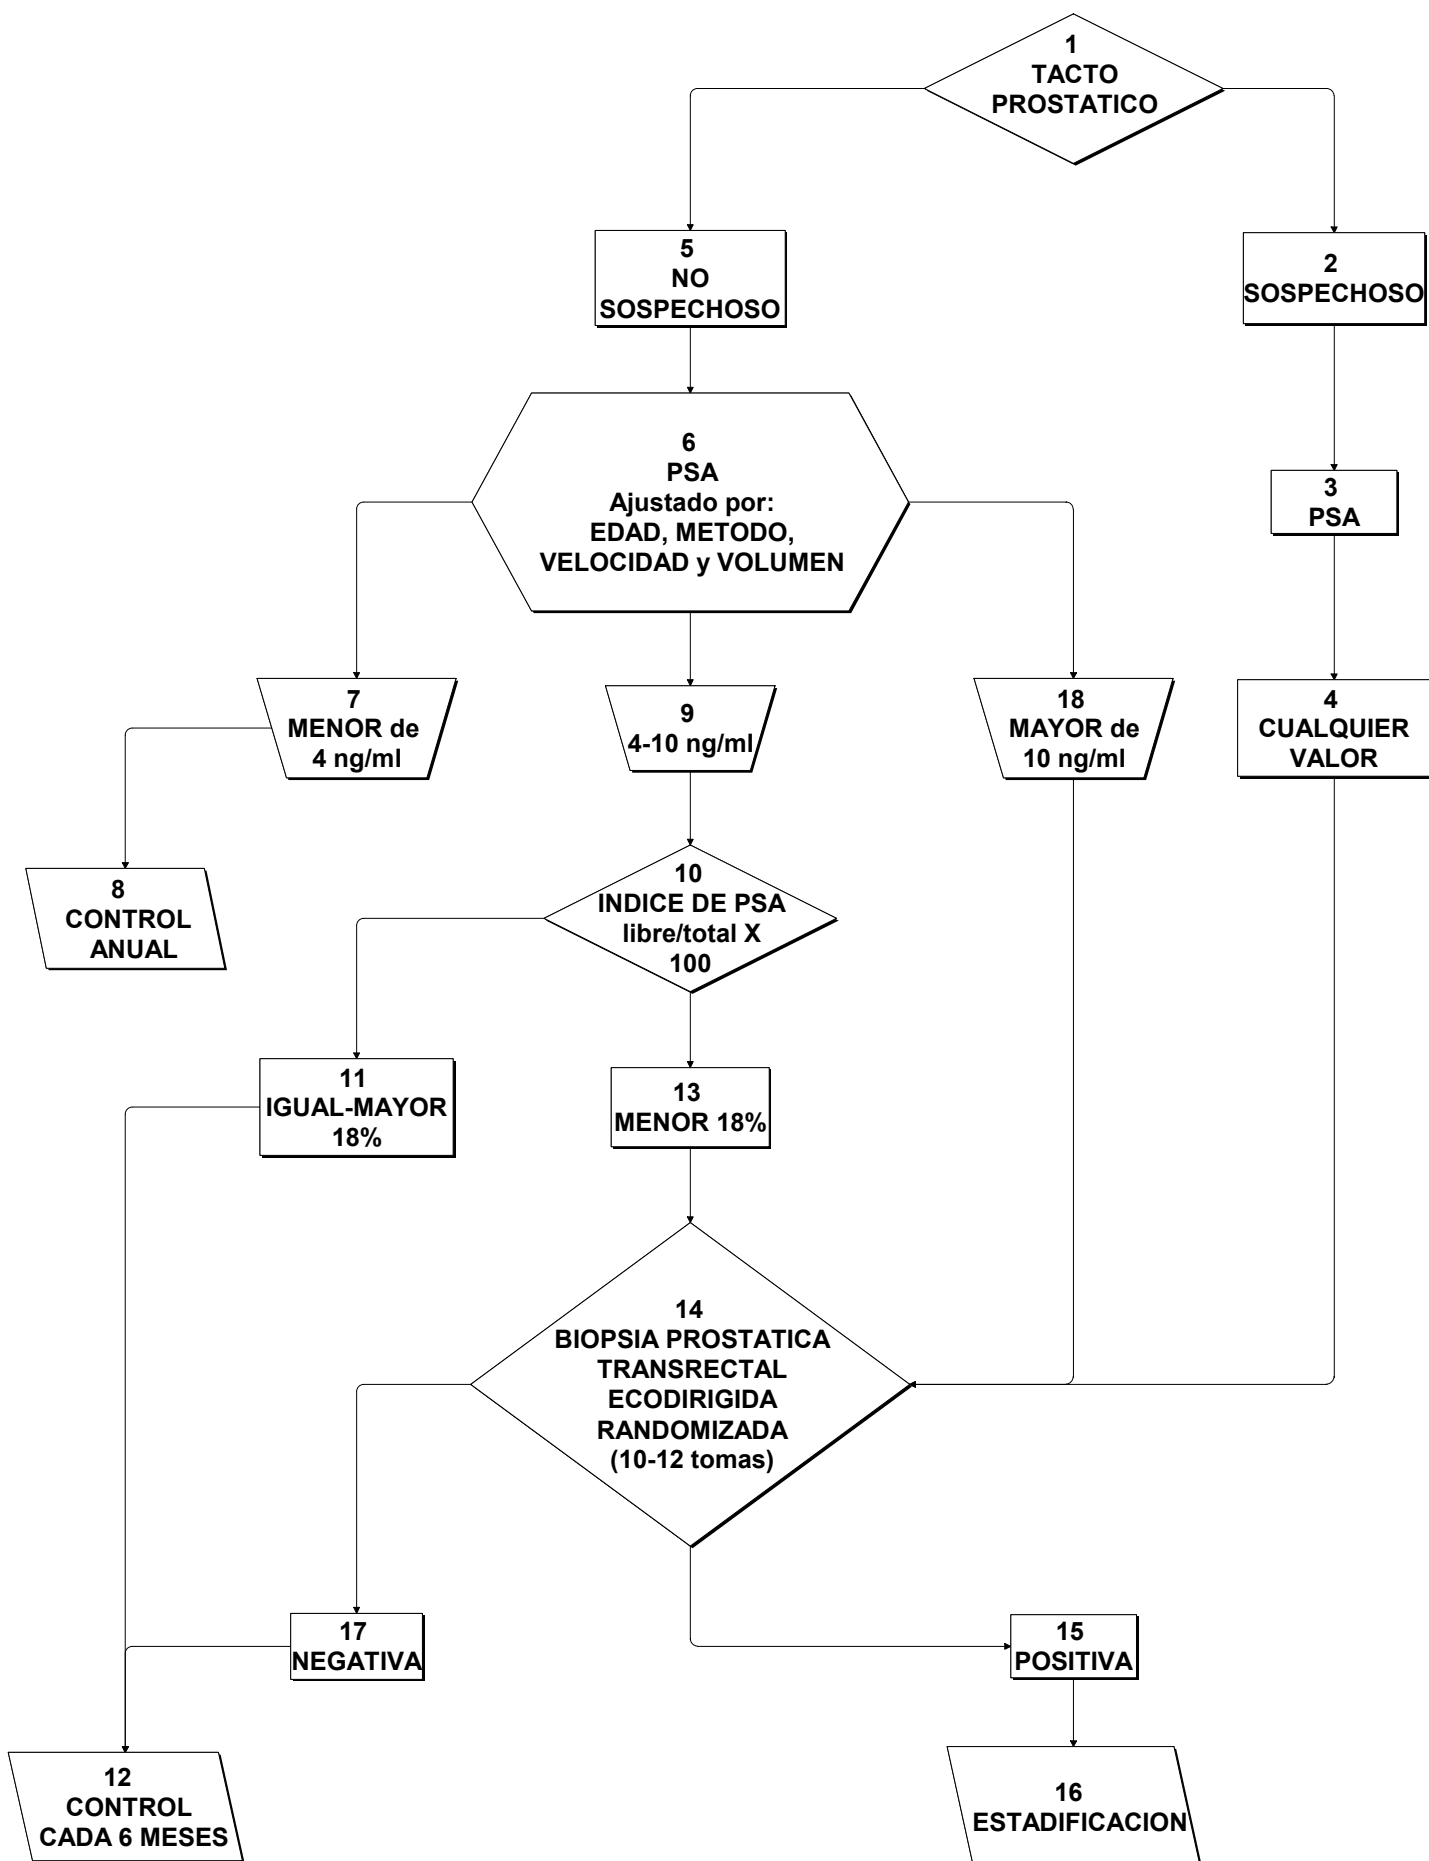 1
TACTO
PROSTATICO
5
NO
SOSPECHOSO
2
SOSPECHOSO
6
PSA
Ajustado por:
EDAD, METODO,
VELOCIDAD y VOLUMEN
3
PSA
7
MENOR de
4 ng/ml
9
4-10 ng/ml
18
MAYOR de
10 ng/ml
4
CUALQUIER
VALOR
8
CONTROL
ANUAL
10
INDICE DE PSA
libre/total X
100
11
IGUAL-MAYOR
18%
13
MENOR 18%
14
BIOPSIA PROSTATICA
TRANSRECTAL
ECODIRIGIDA
RANDOMIZADA
(10-12 tomas)
17
NEGATIVA
15
POSITIVA
12
CONTROL
CADA 6 MESES
16
ESTADIFICACION